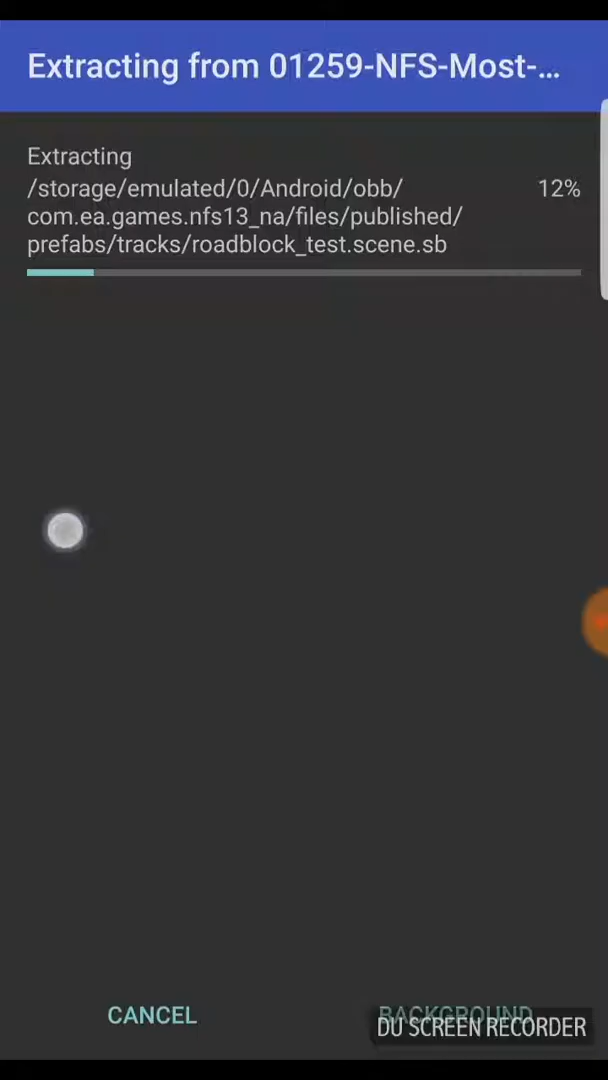 Extracting from 01259-NFS-Most-...
Extracting
/storage/emulated/0/Android/obb/ 12%
com.ea.games.nfs13_na/files/published/
prefabs/tracks/roadblock_test.scene.sb
CANCEL BACKGROUND
DU SCREEN RECORDER